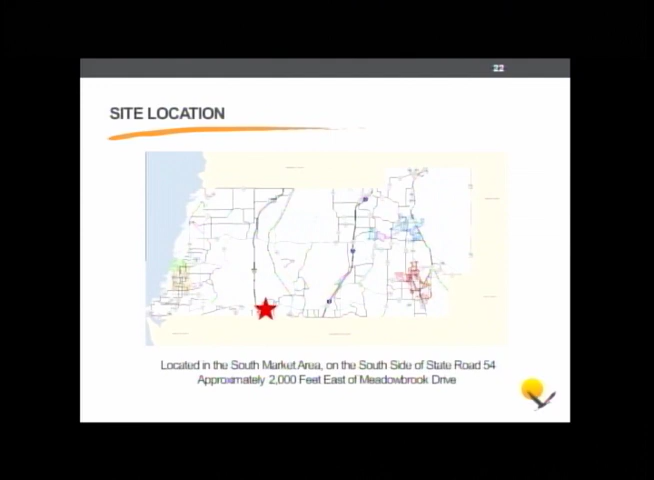 22
SITE LOCATION
Located in the South Market Area, on the South Side of State Road 54
Approximately 2,000 Feet East of Meadowbrook Drive